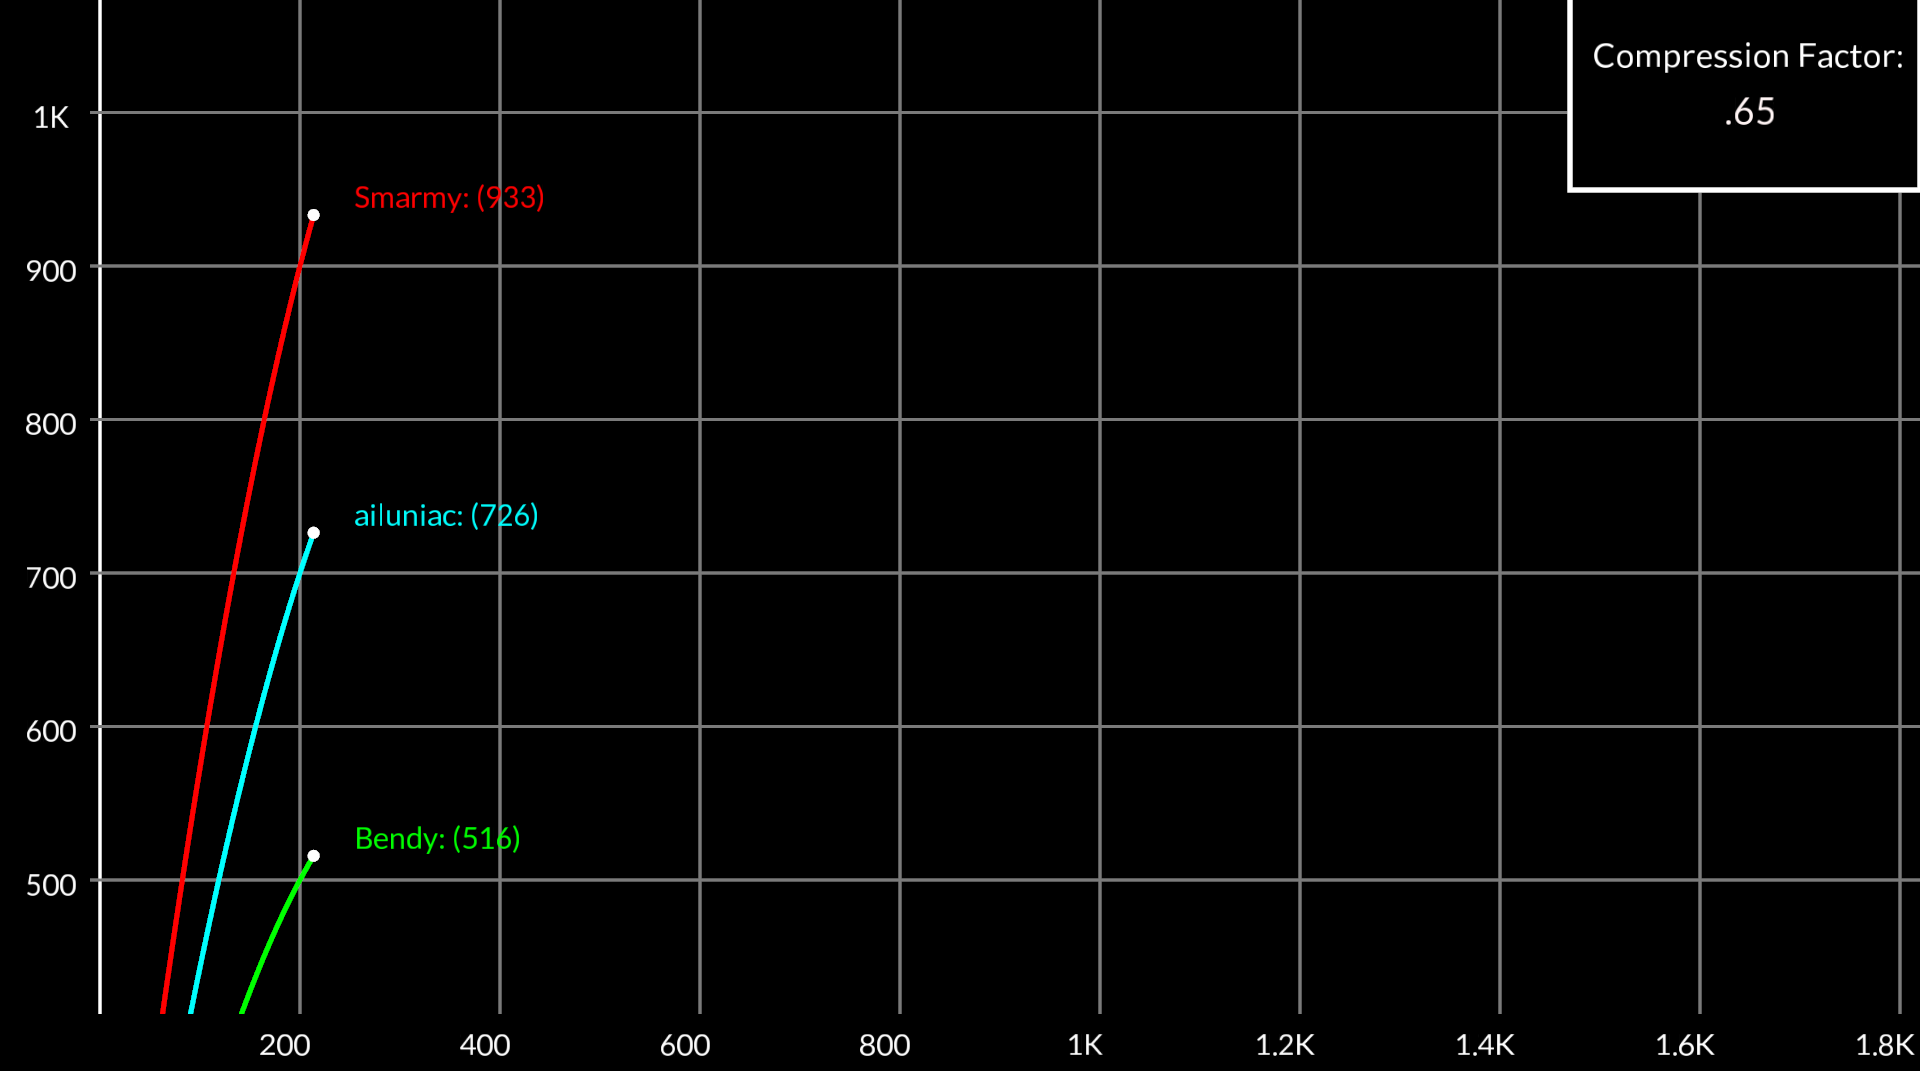 Compression Factor:
.65
1K
Smarmy: (933)
900
800
ailuniac: (726)
700
600
Bendy: (516)
500
200 400 600 800 1K 1.2K 1.4K 1.6K 1.8K